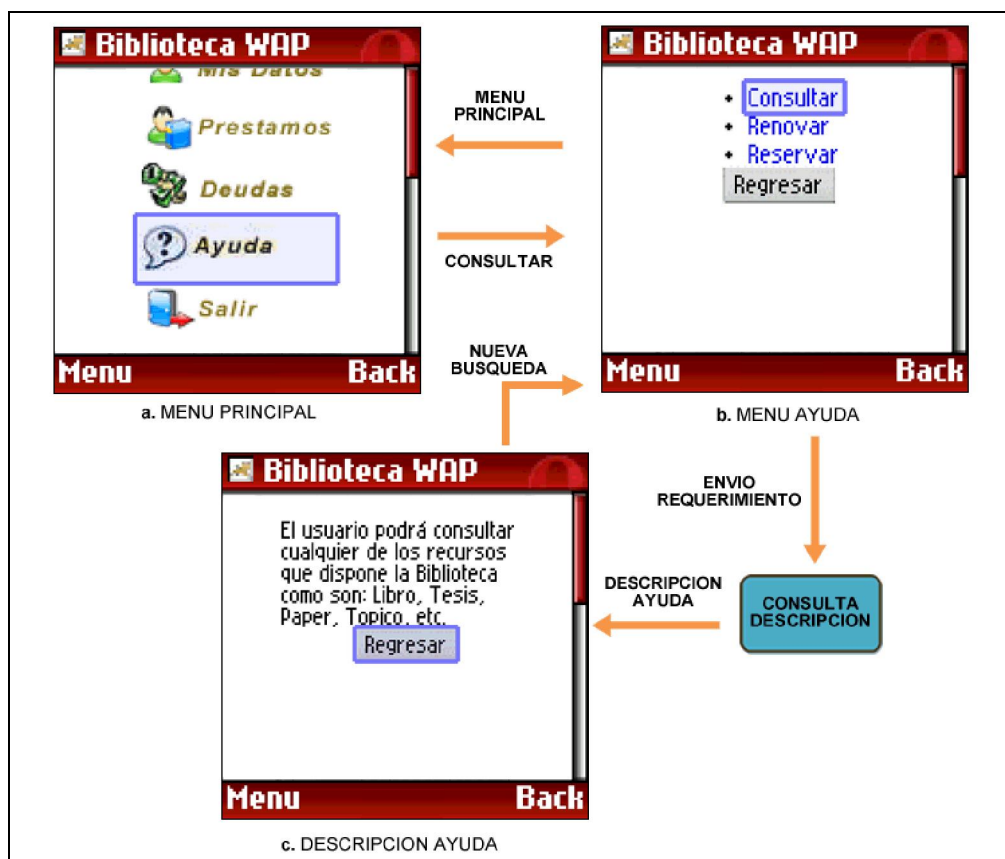 Biblioteca WAP
Mis Datos
Prestamos
Deudas
Ayuda
Salir
Menu Back
a. MENU PRINCIPAL
MENU
PRINCIPAL
CONSULTAR
Biblioteca WAP
• Consultar
• Renovar
• Reservar
Regresar
Menu Back
b. MENU AYUDA
NUEVA
BUSQUEDA
ENVIO
REQUERIMIENTO
CONSULTA
DESCRIPCION
DESCRIPCION
AYUDA
Biblioteca WAP
El usuario podrá consultar
cualquier de los recursos
que dispone la Biblioteca
como son: Libro, Tesis,
Paper, Topico, etc.
Regresar
Menu Back
c. DESCRIPCION AYUDA